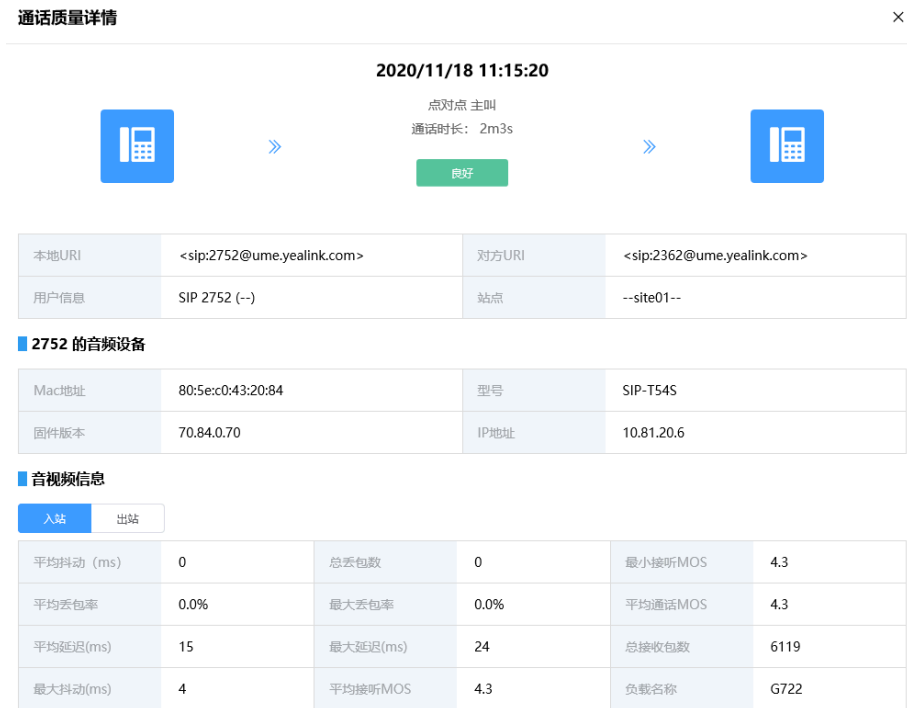 通话质量详情
2020/11/18 11:15:20
点对点 主叫
通话时长： 2m3s
良好
本地URI <sip:2752@ume.yealink.com> 对方URI <sip:2362@ume.yealink.com>
用户信息 SIP 2752 (--) 站点 --site01--
2752 的音频设备
Mac地址 80:5e:c0:43:20:84 型号 SIP-T54S
固件版本 70.84.0.70 IP地址 10.81.20.6
音视频信息
入站 出站
平均抖动（ms） 0 总丢包数 0 最小接听MOS 4.3
平均丢包率 0.0% 最大丢包率 0.0% 平均通话MOS 4.3
平均延迟(ms) 15 最大延迟(ms) 24 总接收包数 6119
最大抖动(ms) 4 平均接听MOS 4.3 负载名称 G722